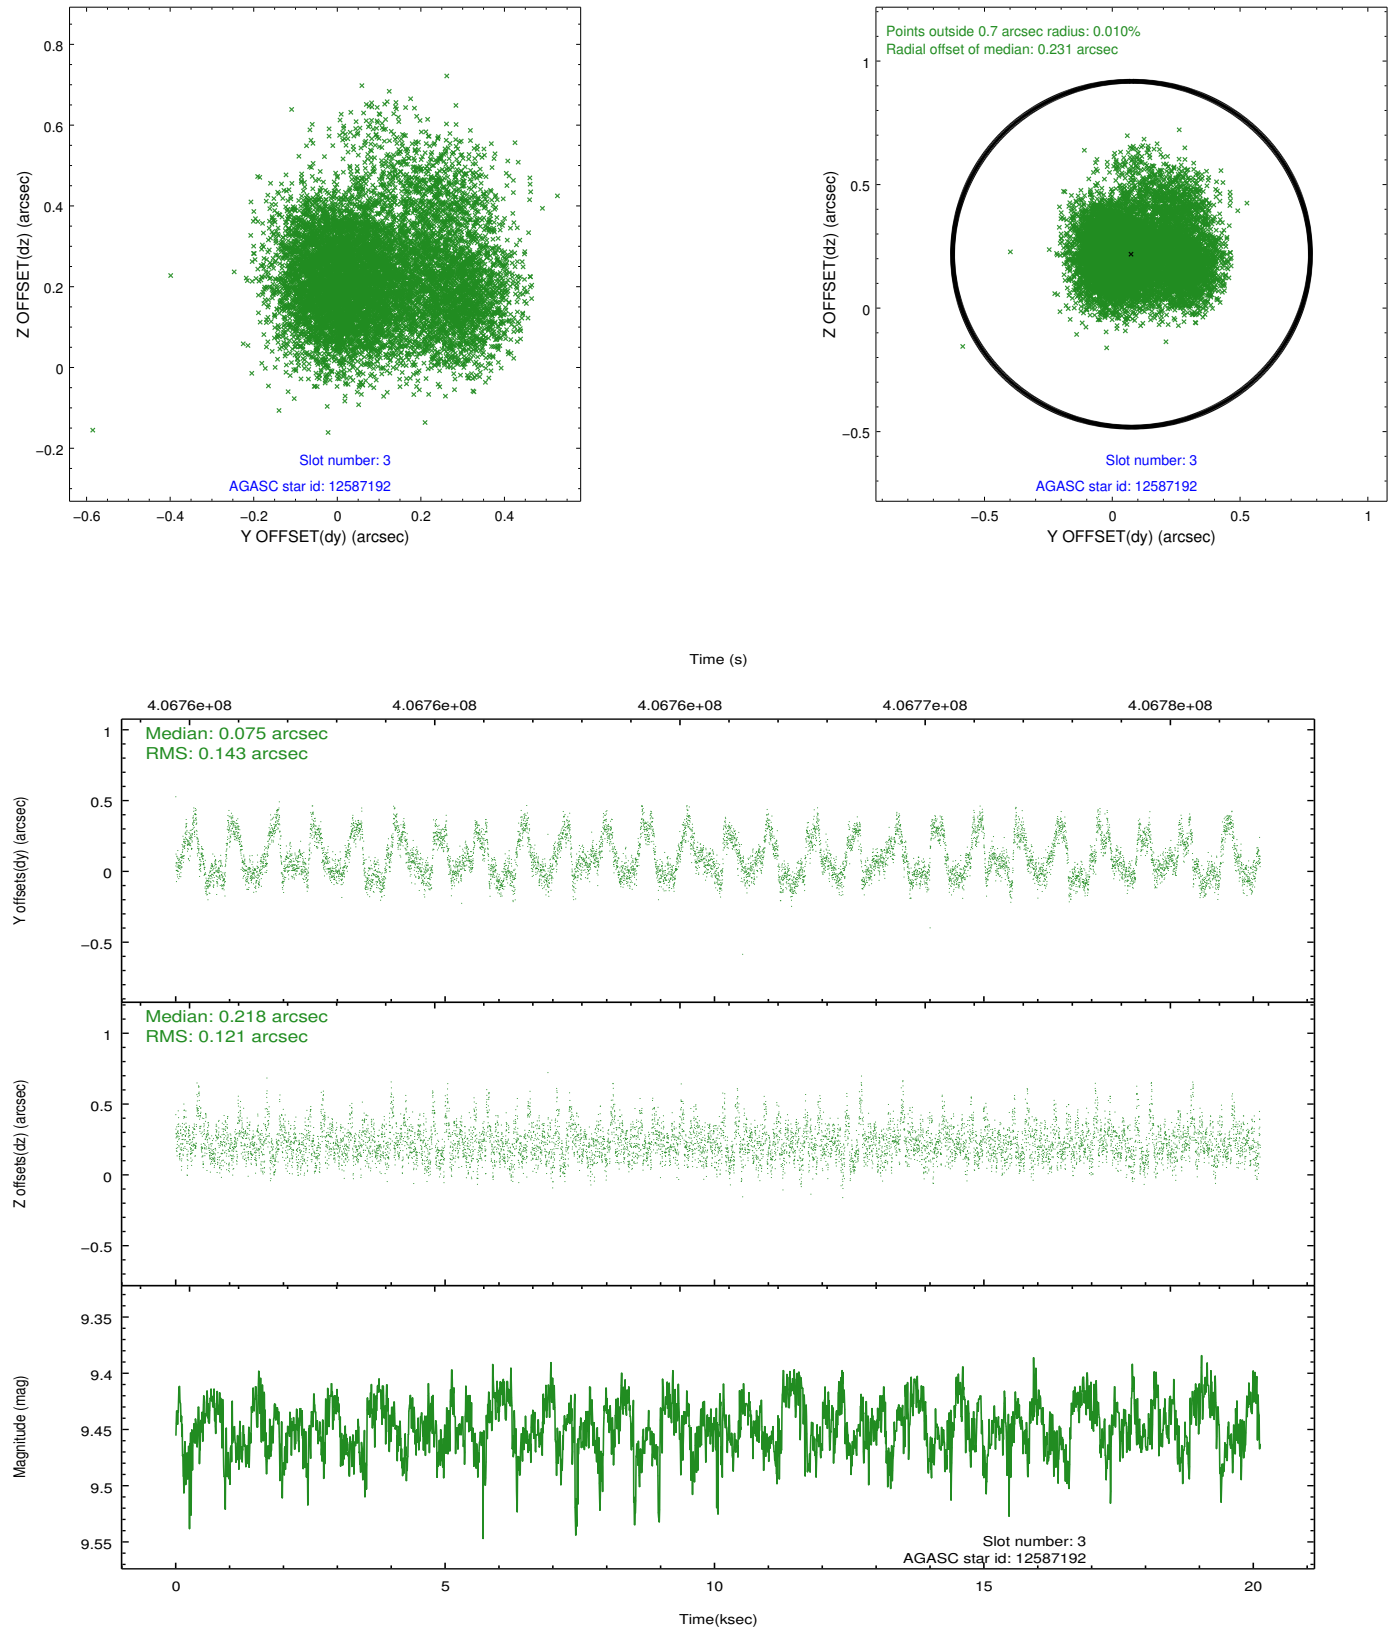 0.8
0.6
0.4
0.2
0
−0.2
Z OFFSET(dz) (arcsec)
Slot number: 3
AGASC star id: 12587192
−0.6 −0.4 −0.2 0 0.2 0.4
Y OFFSET(dy) (arcsec)
Points outside 0.7 arcsec radius: 0.010%
Radial offset of median: 0.231 arcsec
1
0.5
0
−0.5
Z OFFSET(dz) (arcsec)
Slot number: 3
AGASC star id: 12587192
−0.5 0 0.5 1
Y OFFSET(dy) (arcsec)
Time (s)
4.0676e+08 4.0676e+08 4.0676e+08 4.0677e+08 4.0678e+08
Median: 0.075 arcsec
RMS: 0.143 arcsec
1
0.5
0
−0.5
Y offsets(dy) (arcsec)
Median: 0.218 arcsec
RMS: 0.121 arcsec
1
0.5
0
−0.5
Z offsets(dz) (arcsec)
9.35
9.4
9.45
9.5
9.55
Magnitude (mag)
Slot number: 3
AGASC star id: 12587192
0 5 10 15 20
Time(ksec)